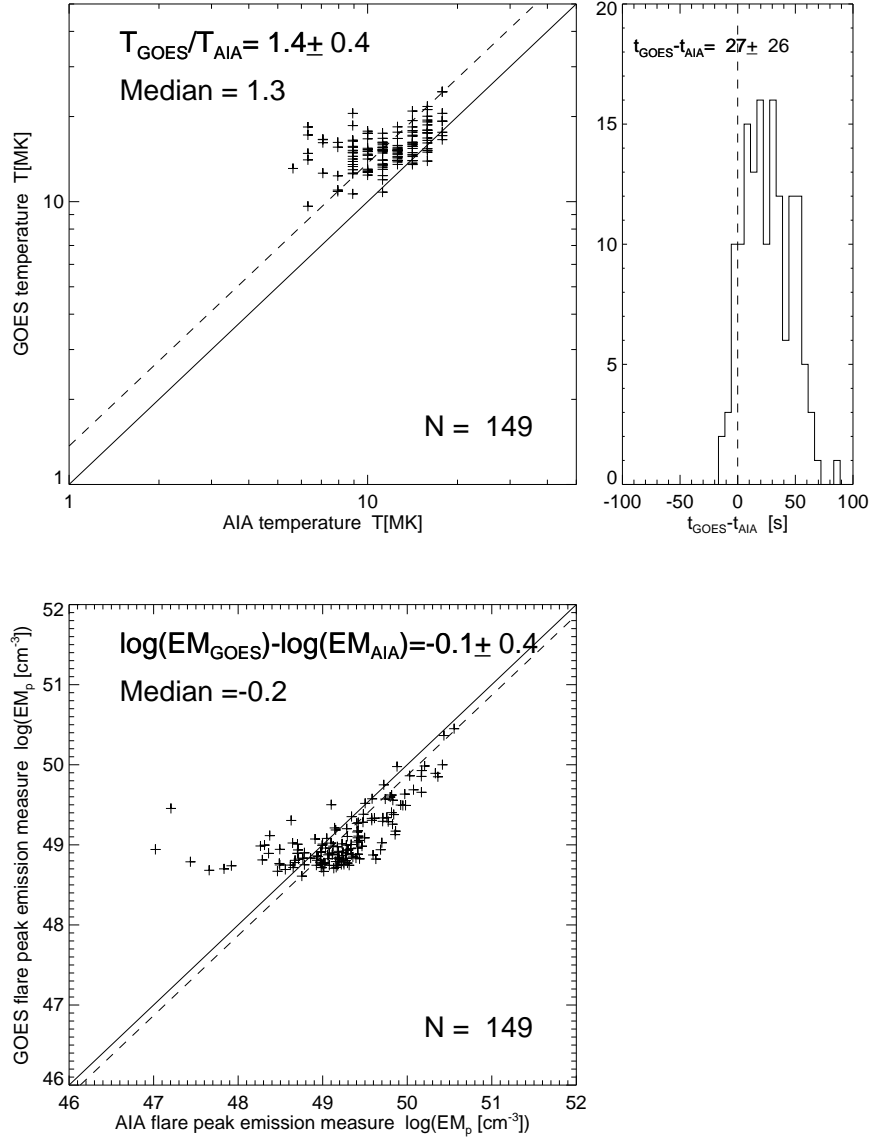 T_GOES/T_AIA= 1.4± 0.4
Median = 1.3
N = 149
GOES temperature T[MK]
10
1
1 10
AIA temperature T[MK]
20
15
10
5
0
t_GOES-t_AIA= 27± 26
-100 -50 0 50 100
t_GOES-t_AIA [s]
log(EM_GOES)-log(EM_AIA)=-0.1± 0.4
Median =-0.2
N = 149
GOES flare peak emission measure log(EM_p [cm⁻³])
52
51
50
49
48
47
46
46 47 48 49 50 51 52
AIA flare peak emission measure log(EM_p [cm⁻³])